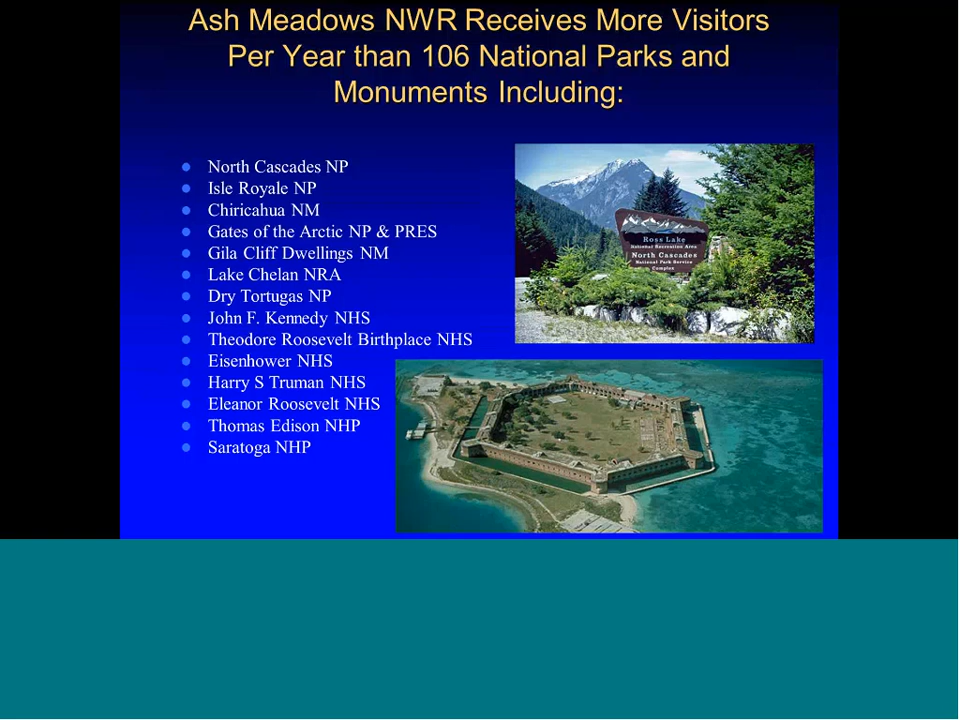 Ash Meadows NWR Receives More Visitors
Per Year than 106 National Parks and
Monuments Including:
North Cascades NP
Isle Royale NP
Chiricahua NM
Gates of the Arctic NP & PRES
Gila Cliff Dwellings NM
Lake Chelan NRA
Dry Tortugas NP
John F. Kennedy NHS
Theodore Roosevelt Birthplace NHS
Eisenhower NHS
Harry S Truman NHS
Eleanor Roosevelt NHS
Thomas Edison NHP
Saratoga NHP
Ross Lake
National Recreation Area
North Cascades
National Park Service
Complex